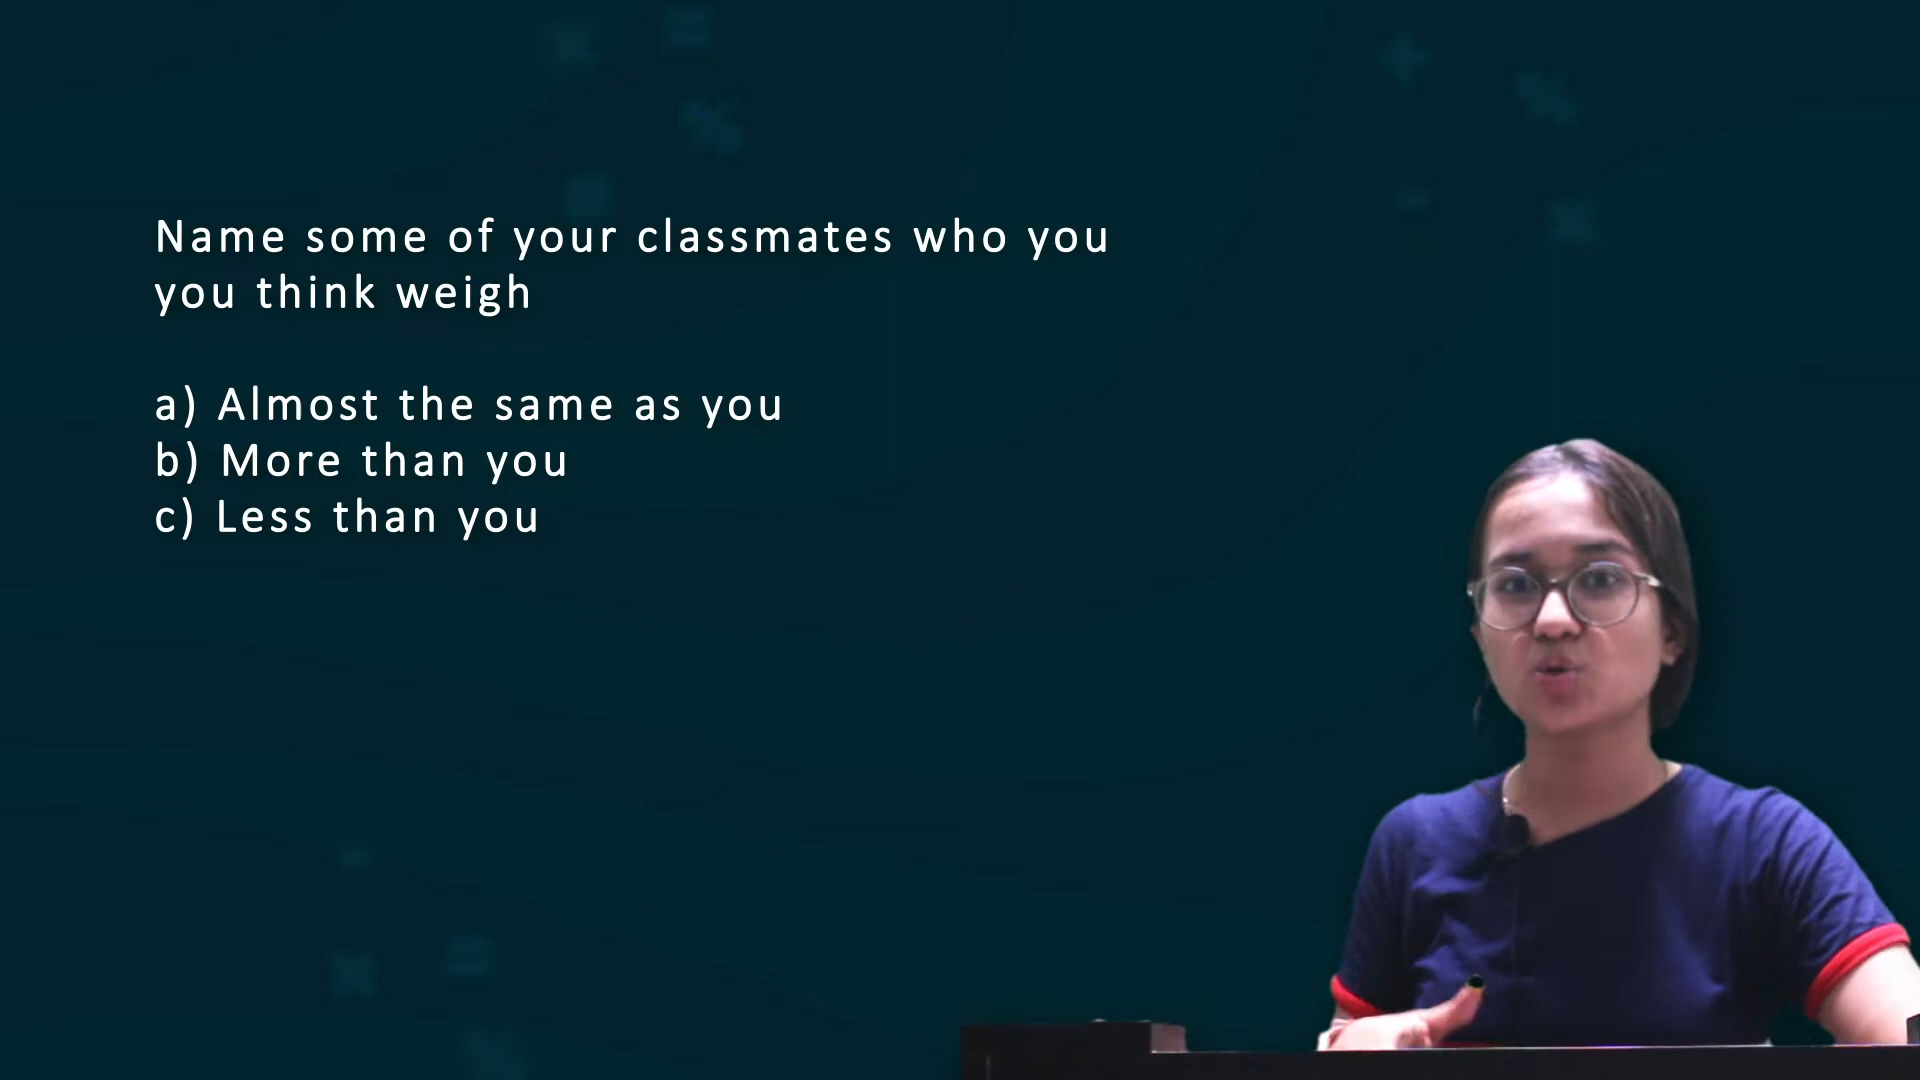 Name some of your classmates who you
you think weigh
a) Almost the same as you
b) More than you
c) Less than you